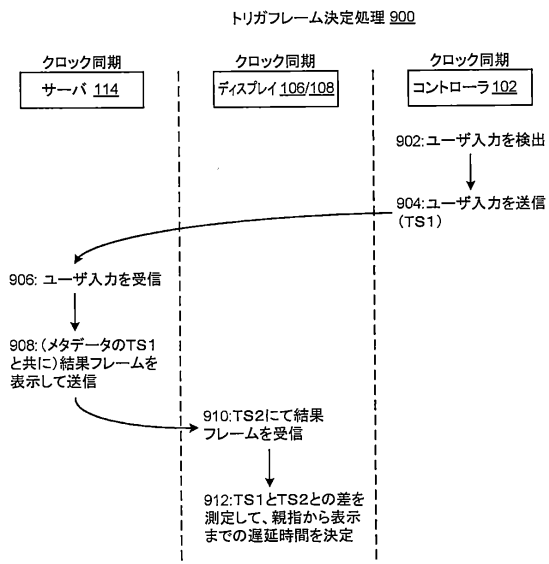 トリガフレーム決定処理 900
クロック同期
サーバ 114
クロック同期
ディスプレイ 106/108
クロック同期
コントローラ 102
902:ユーザ入力を検出
904:ユーザ入力を送信
(TS1)
906: ユーザ入力を受信
908:(メタデータのTS1
と共に)結果フレームを
表示して送信
910:TS2にて結果
フレームを受信
912:TS1とTS2との差を
測定して、親指から表示
までの遅延時間を決定